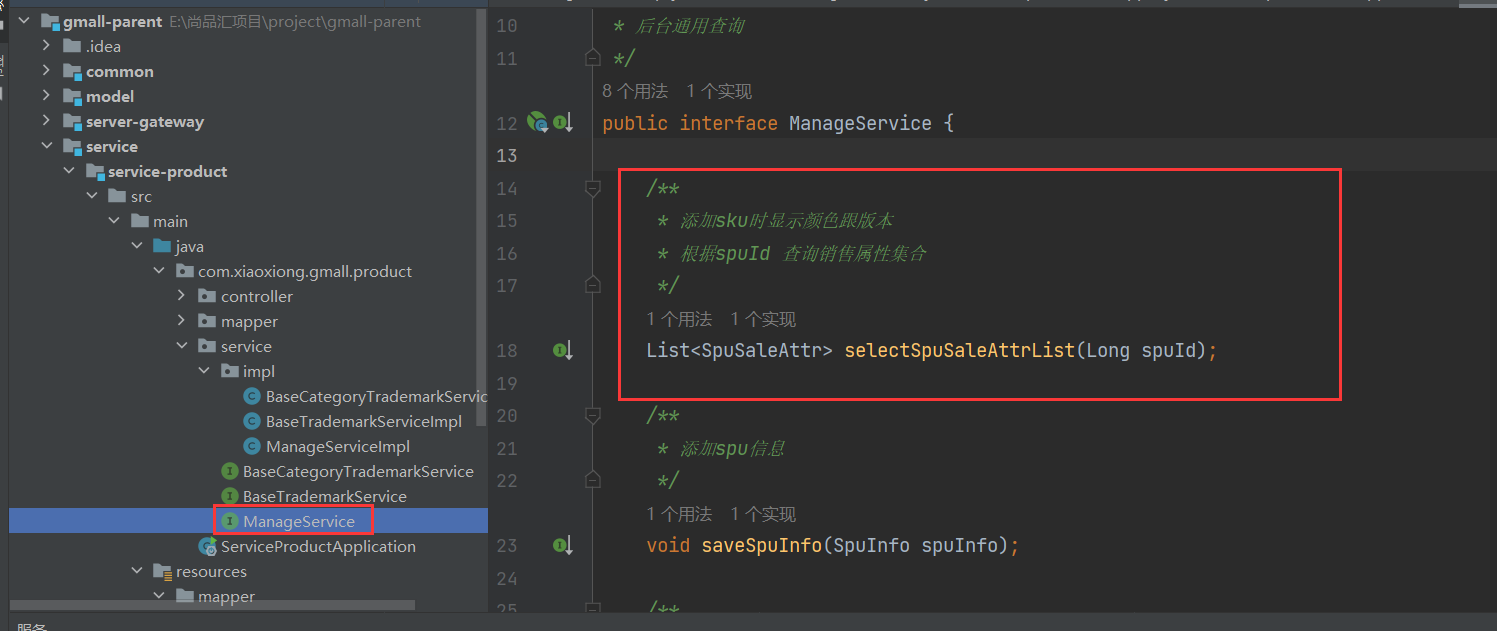 gmall-parent E:\尚品汇项目\project\gmall-parent
.idea
common
model
server-gateway
service
service-product
src
main
java
com.xiaoxiong.gmall.product
controller
mapper
service
impl
BaseCategoryTrademarkServic
BaseTrademarkServiceImpl
ManageServiceImpl
BaseCategoryTrademarkService
BaseTrademarkService
ManageService
ServiceProductApplication
resources
mapper
服务
10 * 后台通用查询
11 */
8 个用法 1 个实现
12 public interface ManageService {
13
14 /**
15 * 添加sku时显示颜色跟版本
16 * 根据spuId 查询销售属性集合
17 */
1 个用法 1 个实现
18 List<SpuSaleAttr> selectSpuSaleAttrList(Long spuId);
19
20 /**
21 * 添加spu信息
22 */
1 个用法 1 个实现
23 void saveSpuInfo(SpuInfo spuInfo);
24
25 /**